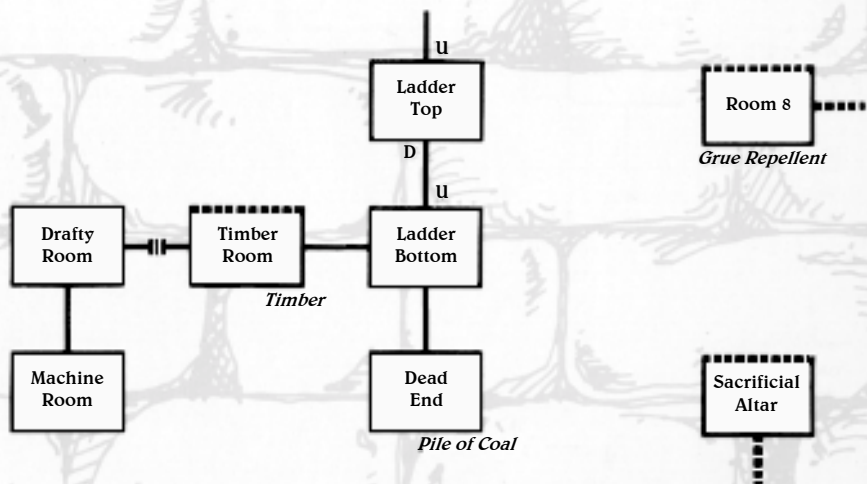 U
Ladder
Top
Room 8
D
Grue Repellent
U
Drafty
Room
Timber
Room
Ladder
Bottom
Timber
Machine
Room
Dead
End
Sacrificial
Altar
Pile of Coal